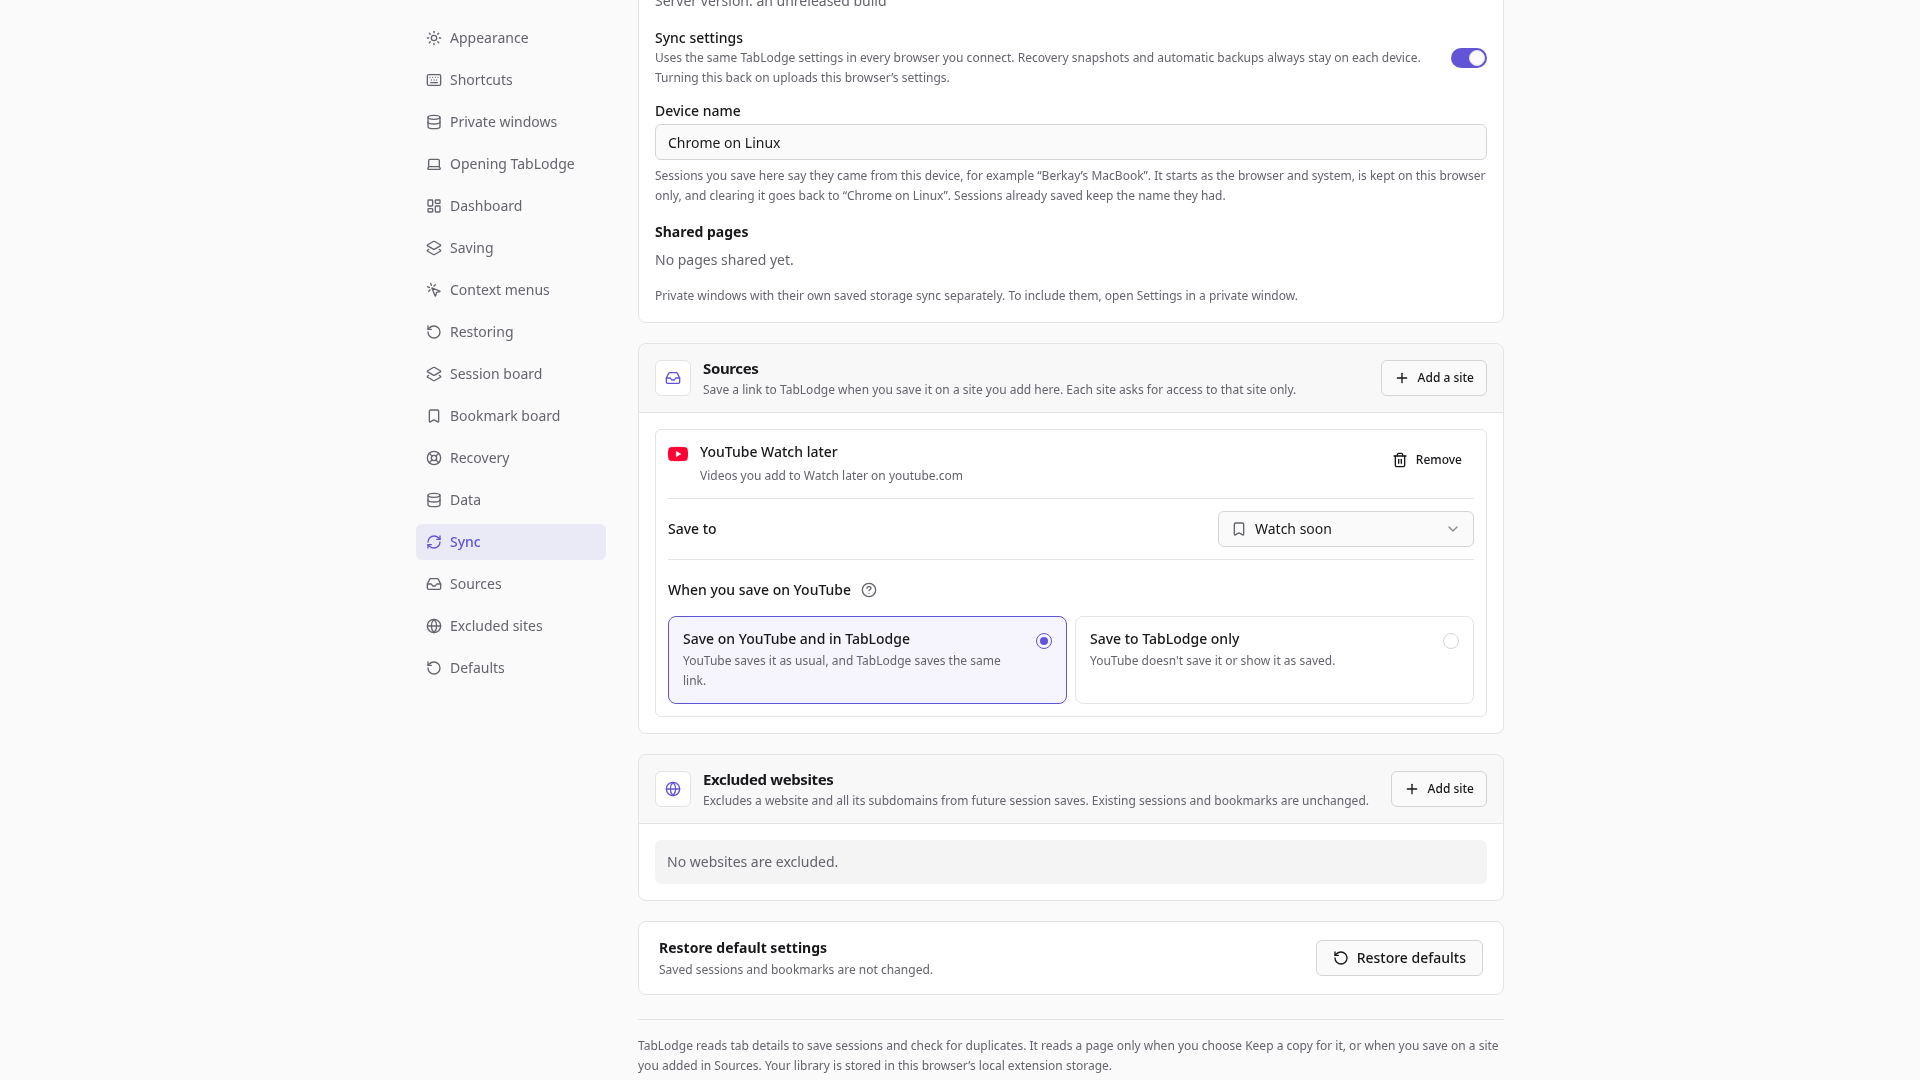 Server version: an unreleased build
Appearance
Shortcuts
Private windows
Opening TabLodge
Dashboard
Saving
Context menus
Restoring
Session board
Bookmark board
Recovery
Data
Sync
Sources
Excluded sites
Defaults
Sync settings
Uses the same TabLodge settings in every browser you connect. Recovery snapshots and automatic backups always stay on each device.
Turning this back on uploads this browser’s settings.
Device name
Chrome on Linux
Sessions you save here say they came from this device, for example “Berkay’s MacBook”. It starts as the browser and system, is kept on this browser
only, and clearing it goes back to “Chrome on Linux”. Sessions already saved keep the name they had.
Shared pages
No pages shared yet.
Private windows with their own saved storage sync separately. To include them, open Settings in a private window.
Sources
Save a link to TabLodge when you save it on a site you add here. Each site asks for access to that site only.
Add a site
YouTube Watch later
Videos you add to Watch later on youtube.com
Remove
Save to
Watch soon
When you save on YouTube
Save on YouTube and in TabLodge
YouTube saves it as usual, and TabLodge saves the same
link.
Save to TabLodge only
YouTube doesn't save it or show it as saved.
Excluded websites
Excludes a website and all its subdomains from future session saves. Existing sessions and bookmarks are unchanged.
Add site
No websites are excluded.
Restore default settings
Saved sessions and bookmarks are not changed.
Restore defaults
TabLodge reads tab details to save sessions and check for duplicates. It reads a page only when you choose Keep a copy for it, or when you save on a site
you added in Sources. Your library is stored in this browser’s local extension storage.